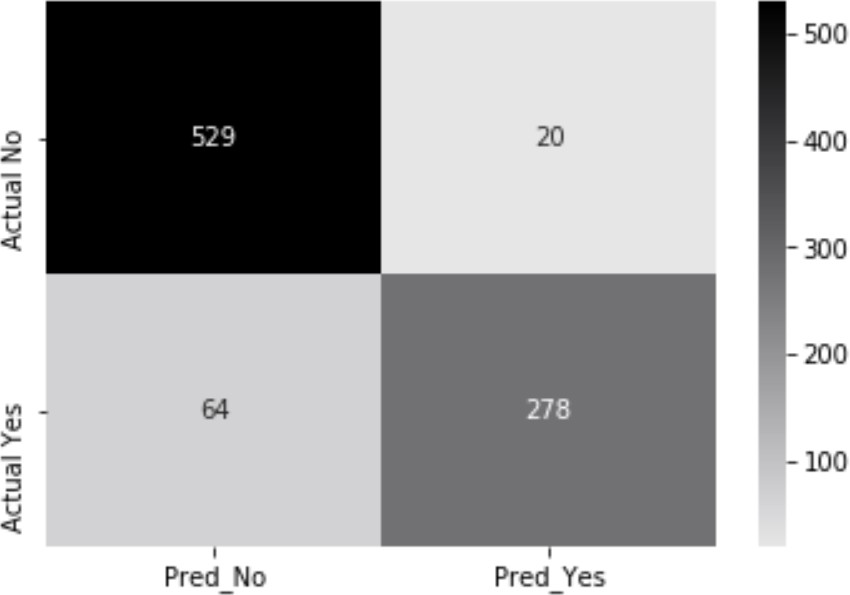 Actual No
529
20
Actual Yes
64
278
Pred_No
Pred_Yes
500
400
300
200
100